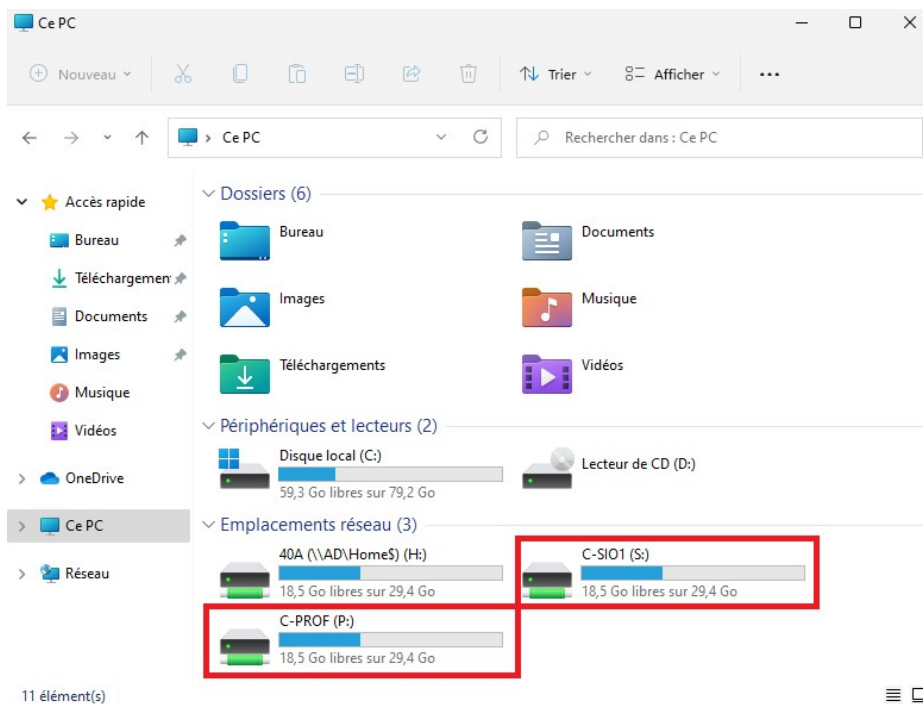 Ce PC
Nouveau
Trier
Afficher
Ce PC
Rechercher dans : Ce PC
Accès rapide
Bureau
Téléchargemen
Documents
Images
Musique
Vidéos
OneDrive
Ce PC
Réseau
Dossiers (6)
Bureau
Documents
Images
Musique
Téléchargements
Vidéos
Périphériques et lecteurs (2)
Disque local (C:)
59,3 Go libres sur 79,2 Go
Lecteur de CD (D:)
Emplacements réseau (3)
40A (\\AD\Home$) (H:)
18,5 Go libres sur 29,4 Go
C-SIO1 (S:)
18,5 Go libres sur 29,4 Go
C-PROF (P:)
18,5 Go libres sur 29,4 Go
11 élément(s)